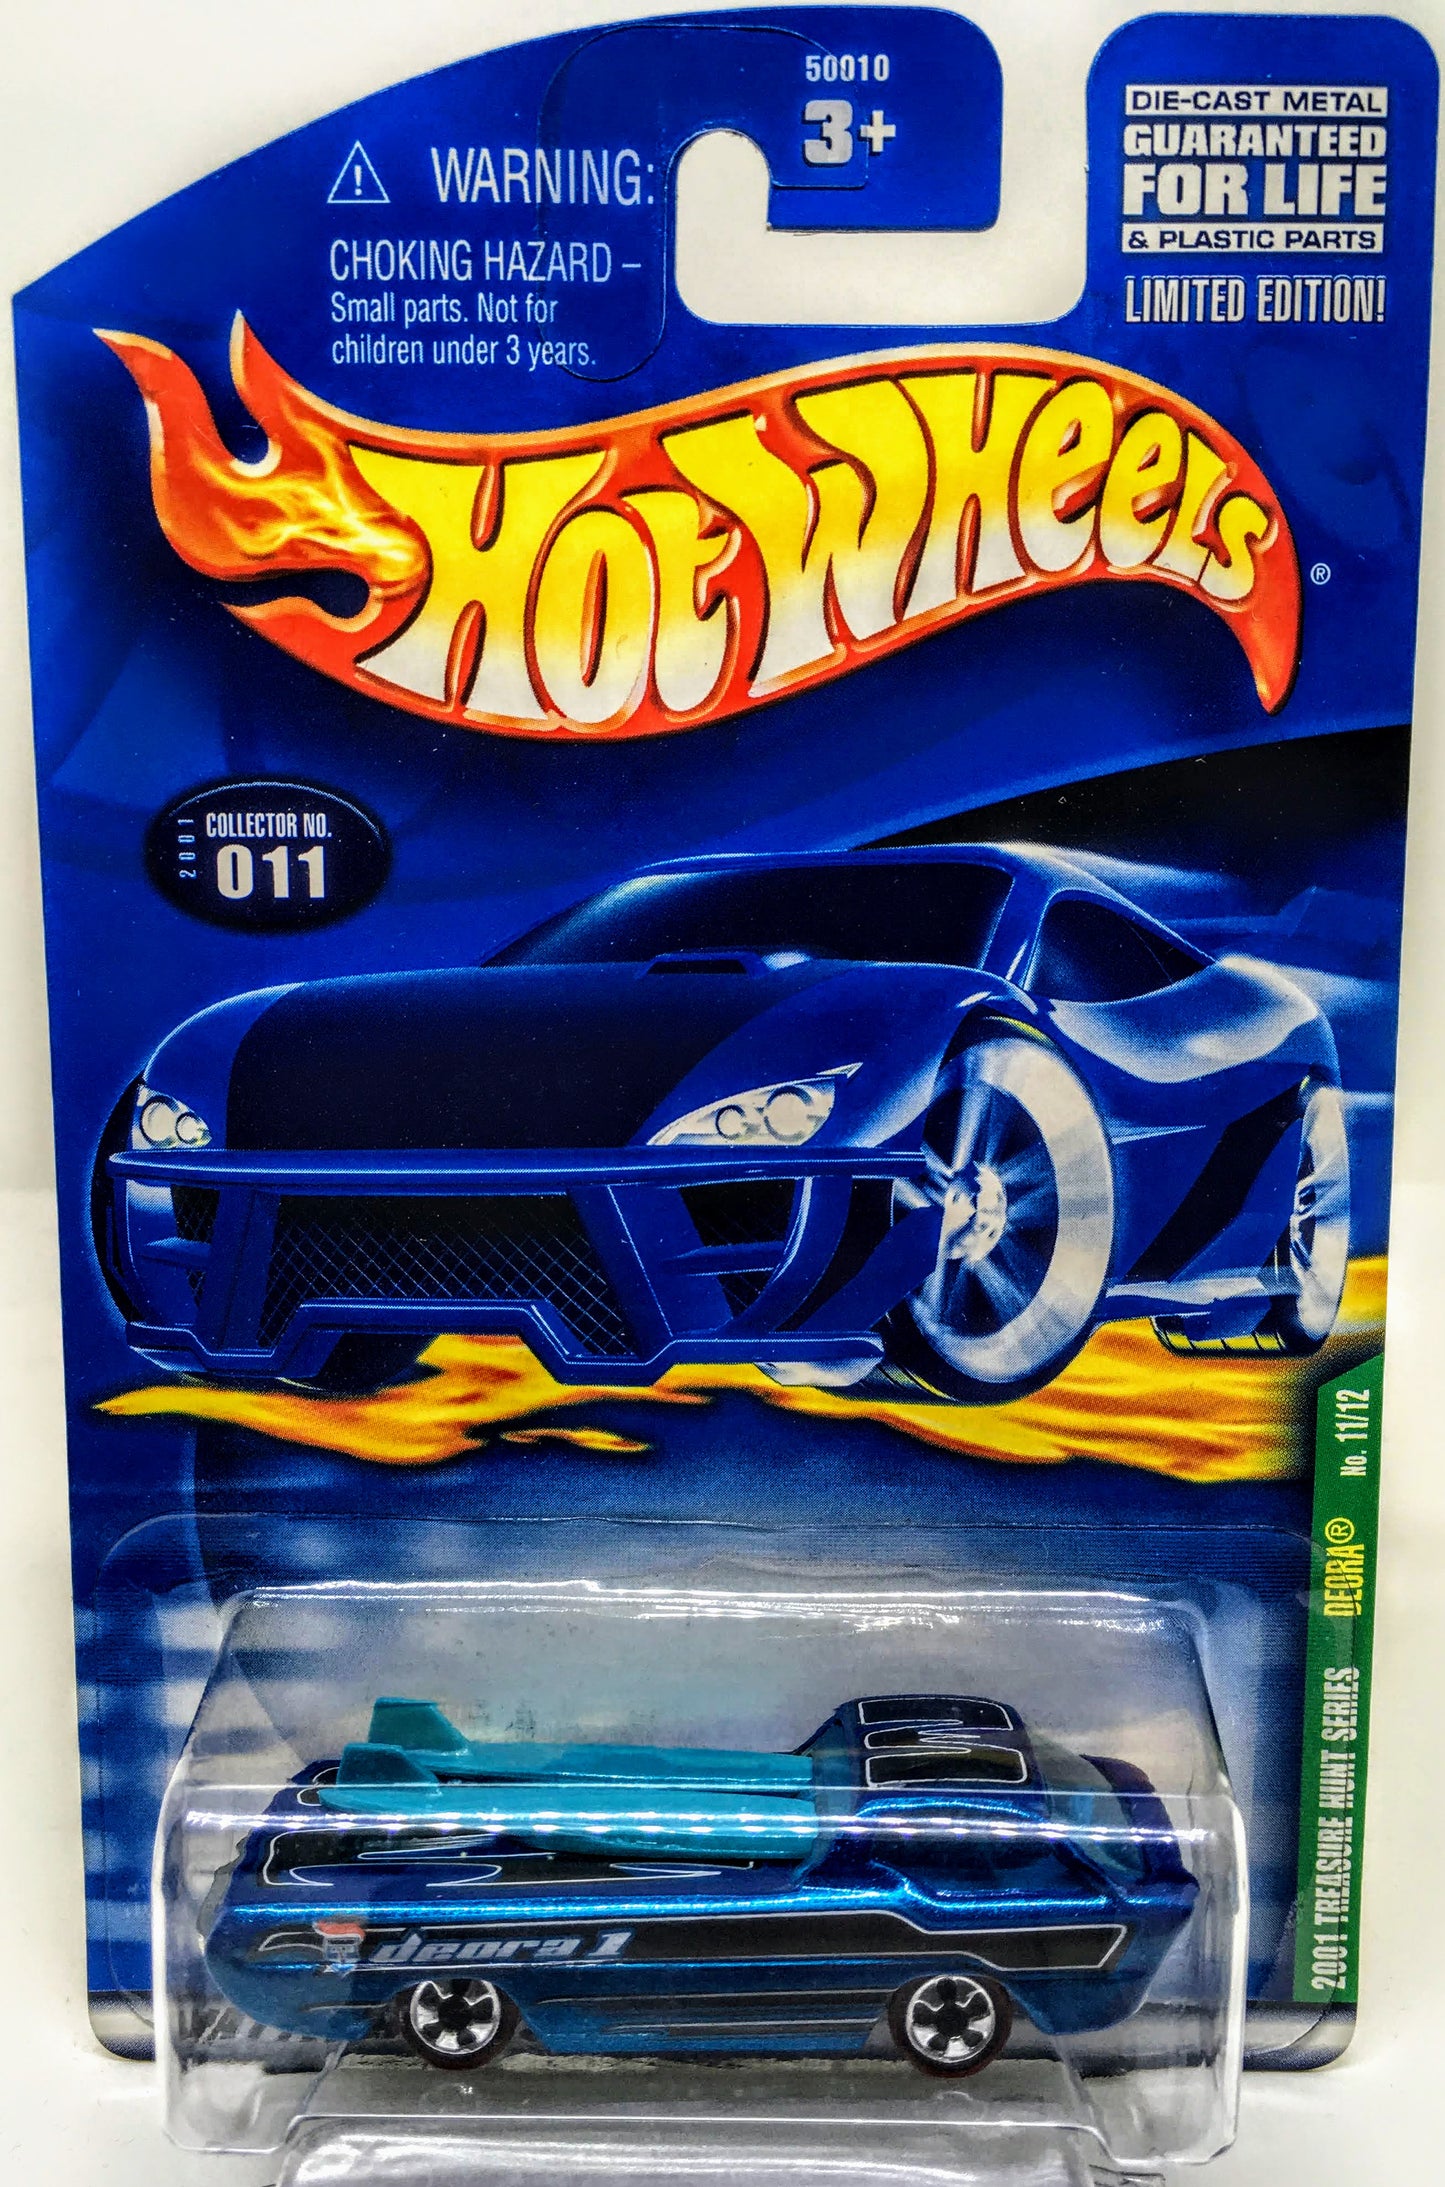 50010
3+
WARNING:
CHOKING HAZARD –
Small parts. Not for
children under 3 years.
DIE-CAST METAL
GUARANTEED
FOR LIFE
& PLASTIC PARTS
LIMITED EDITION!
HOT WHEELS®
2001
COLLECTOR NO.
011
2001 TREASURE HUNT SERIES DEORA® No. 11/12
deora 1